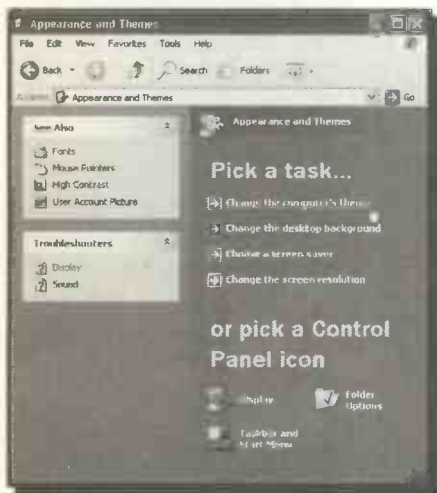 Appearance and Themes
File Edit View Favorites Tools Help
Back Search Folders
Appearance and Themes Go
See Also
Fonts
Mouse Pointers
High Contrast
User Account Picture
Troubleshooters
Display
Sound
Appearance and Themes
Pick a task...
Change the computer's theme
Change the desktop background
Choose a screen saver
Change the screen resolution
or pick a Control
Panel icon
Display
Folder
Options
Taskbar and
Start Menu